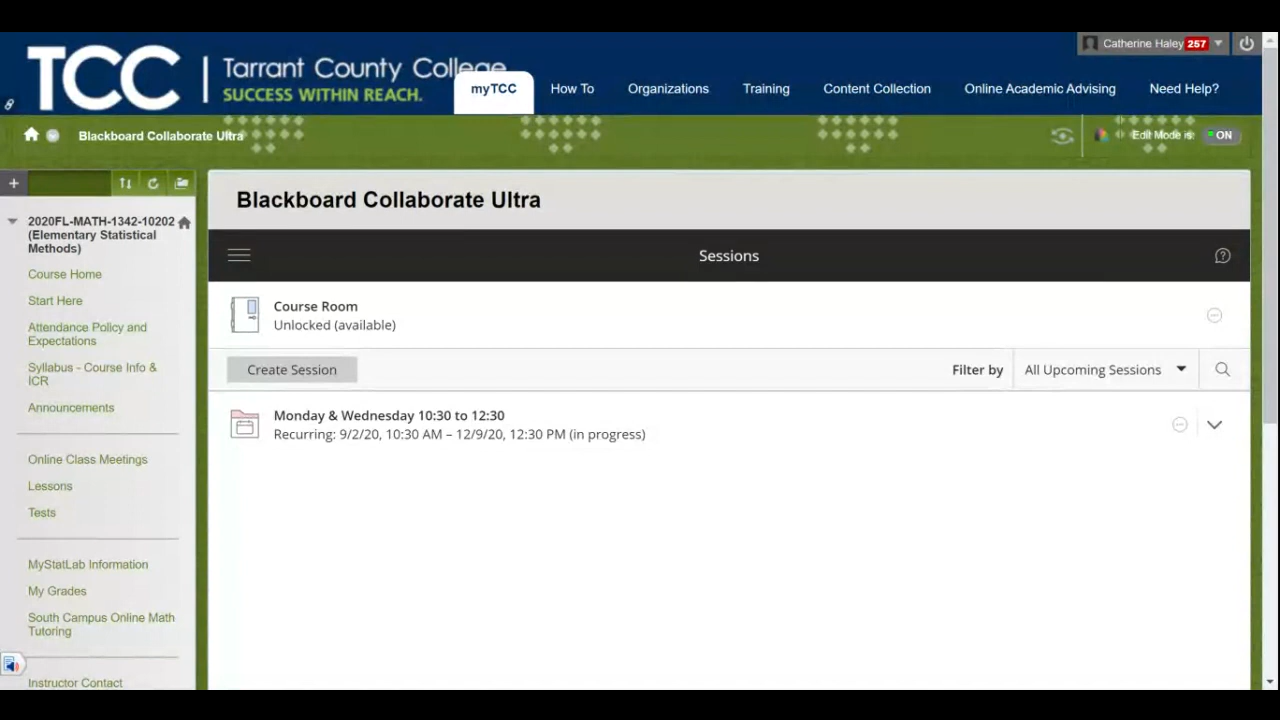 Catherine Haley 257
TCC
Tarrant County College
SUCCESS WITHIN REACH.
myTCC
How To
Organizations
Training
Content Collection
Online Academic Advising
Need Help?
Blackboard Collaborate Ultra
Edit Mode is:
ON
2020FL-MATH-1342-10202
(Elementary Statistical
Methods)
Course Home
Start Here
Attendance Policy and
Expectations
Syllabus - Course Info &
ICR
Announcements
Online Class Meetings
Lessons
Tests
MyStatLab Information
My Grades
South Campus Online Math
Tutoring
Instructor Contact
Blackboard Collaborate Ultra
Sessions
Course Room
Unlocked (available)
Create Session
Filter by
All Upcoming Sessions
Monday & Wednesday 10:30 to 12:30
Recurring: 9/2/20, 10:30 AM – 12/9/20, 12:30 PM (in progress)